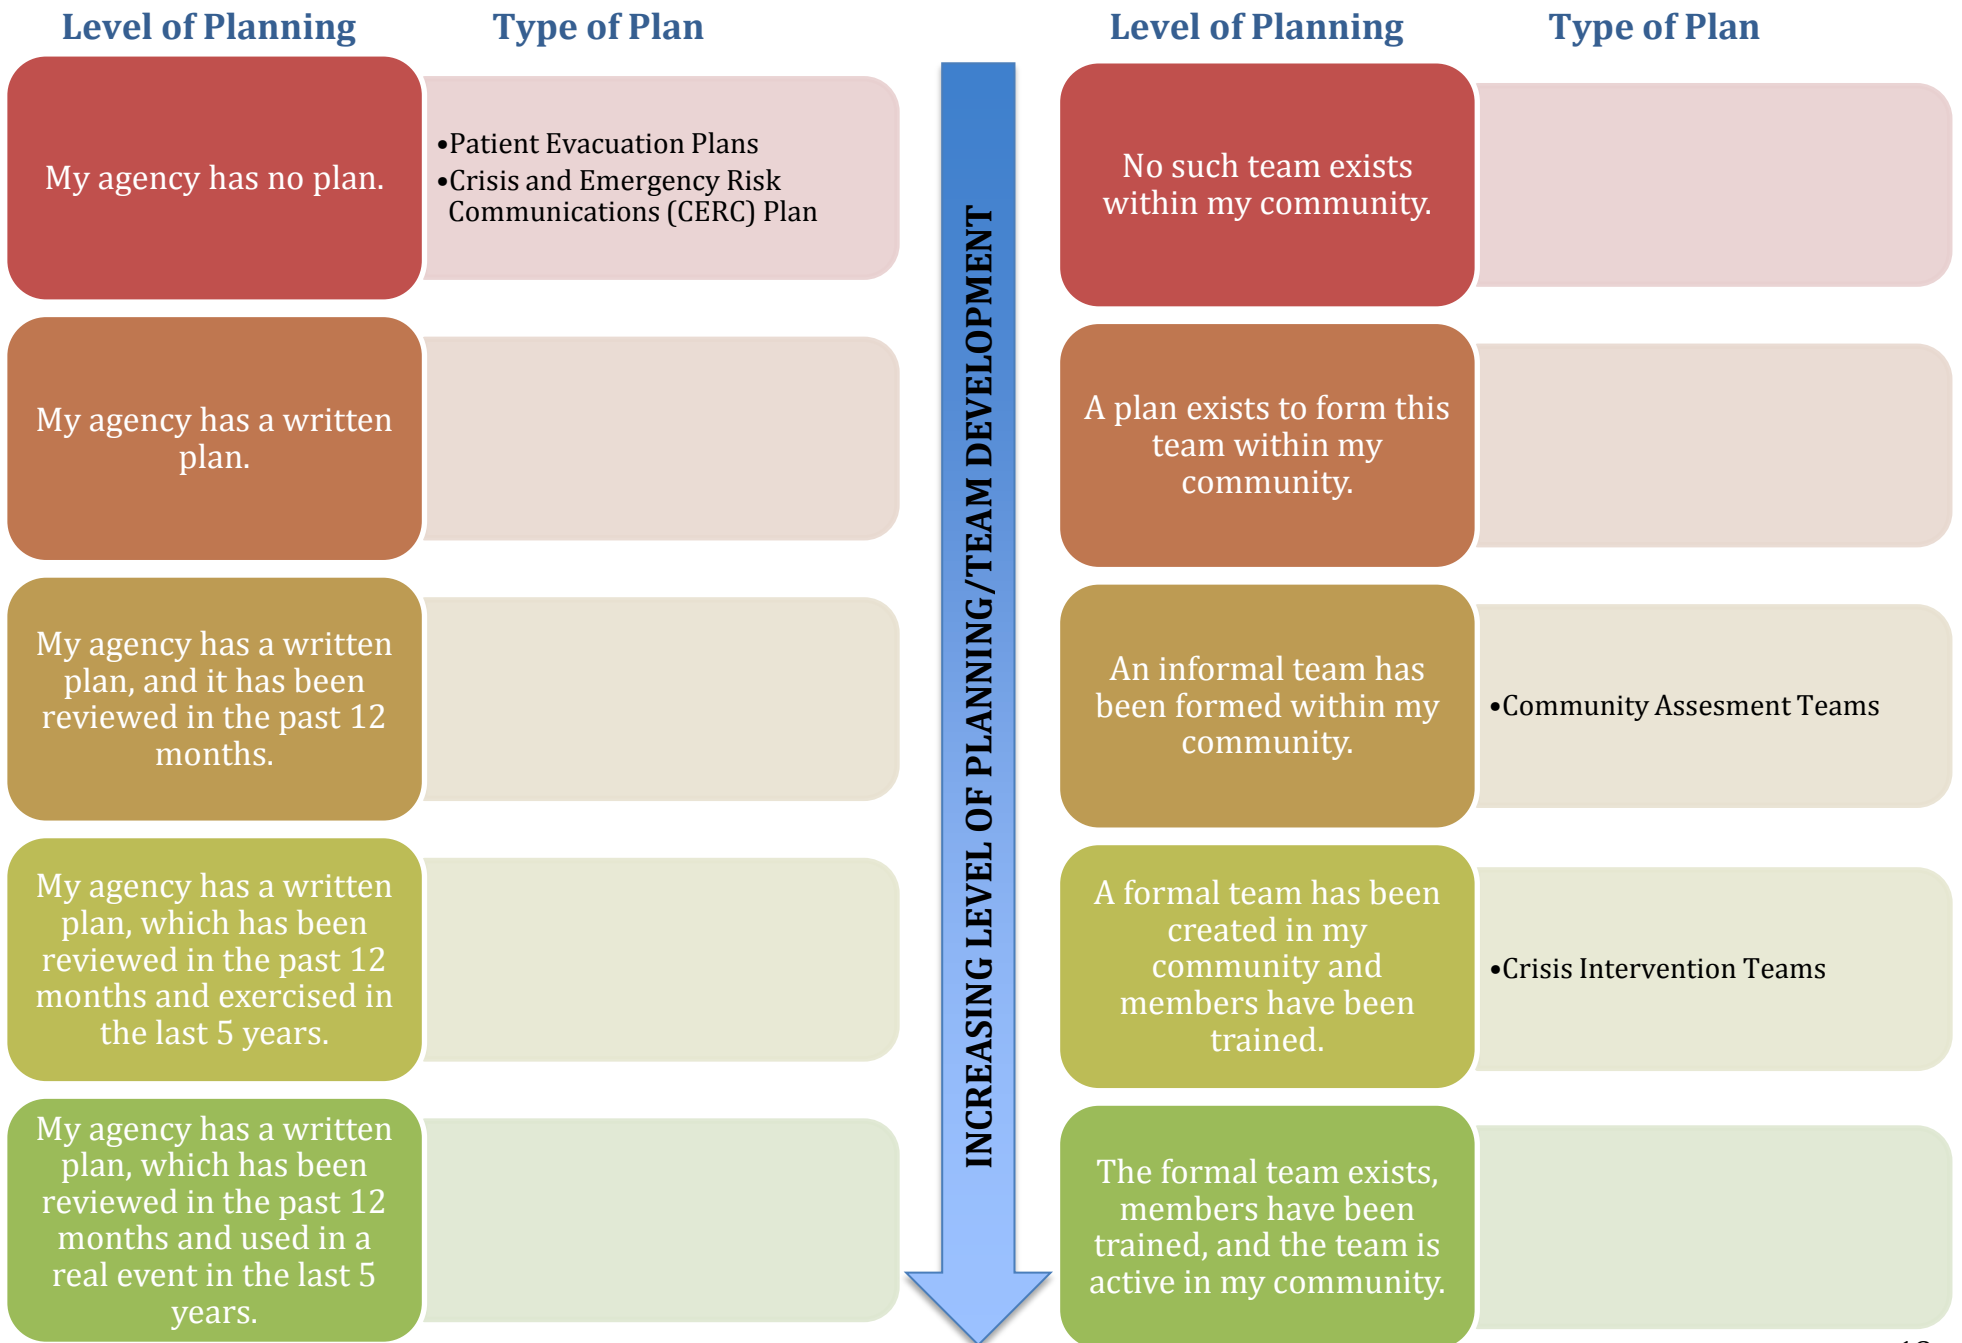 Level of Planning
Type of Plan
My agency has no plan.
•Patient Evacuation Plans
•Crisis and Emergency Risk
Communications (CERC) Plan
My agency has a written
plan.
My agency has a written
plan, and it has been
reviewed in the past 12
months.
My agency has a written
plan, which has been
reviewed in the past 12
months and exercised in
the last 5 years.
My agency has a written
plan, which has been
reviewed in the past 12
months and used in a
real event in the last 5
years.
INCREASING LEVEL OF PLANNING/TEAM DEVELOPMENT
Level of Planning
Type of Plan
No such team exists
within my community.
A plan exists to form this
team within my
community.
An informal team has
been formed within my
community.
•Community Assesment Teams
A formal team has been
created in my
community and
members have been
trained.
•Crisis Intervention Teams
The formal team exists,
members have been
trained, and the team is
active in my community.